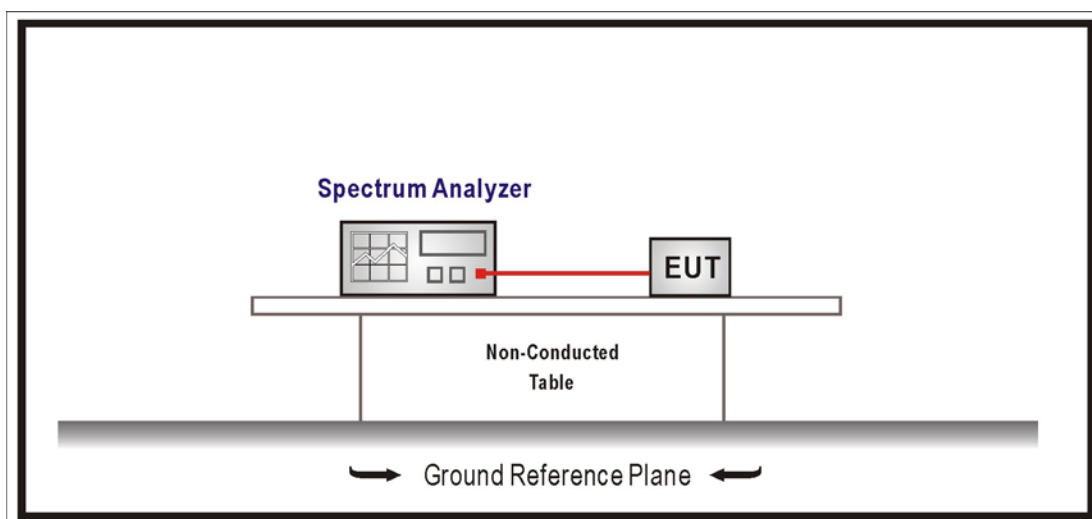 Spectrum Analyzer
EUT
Non-Conducted
Table
Ground Reference Plane